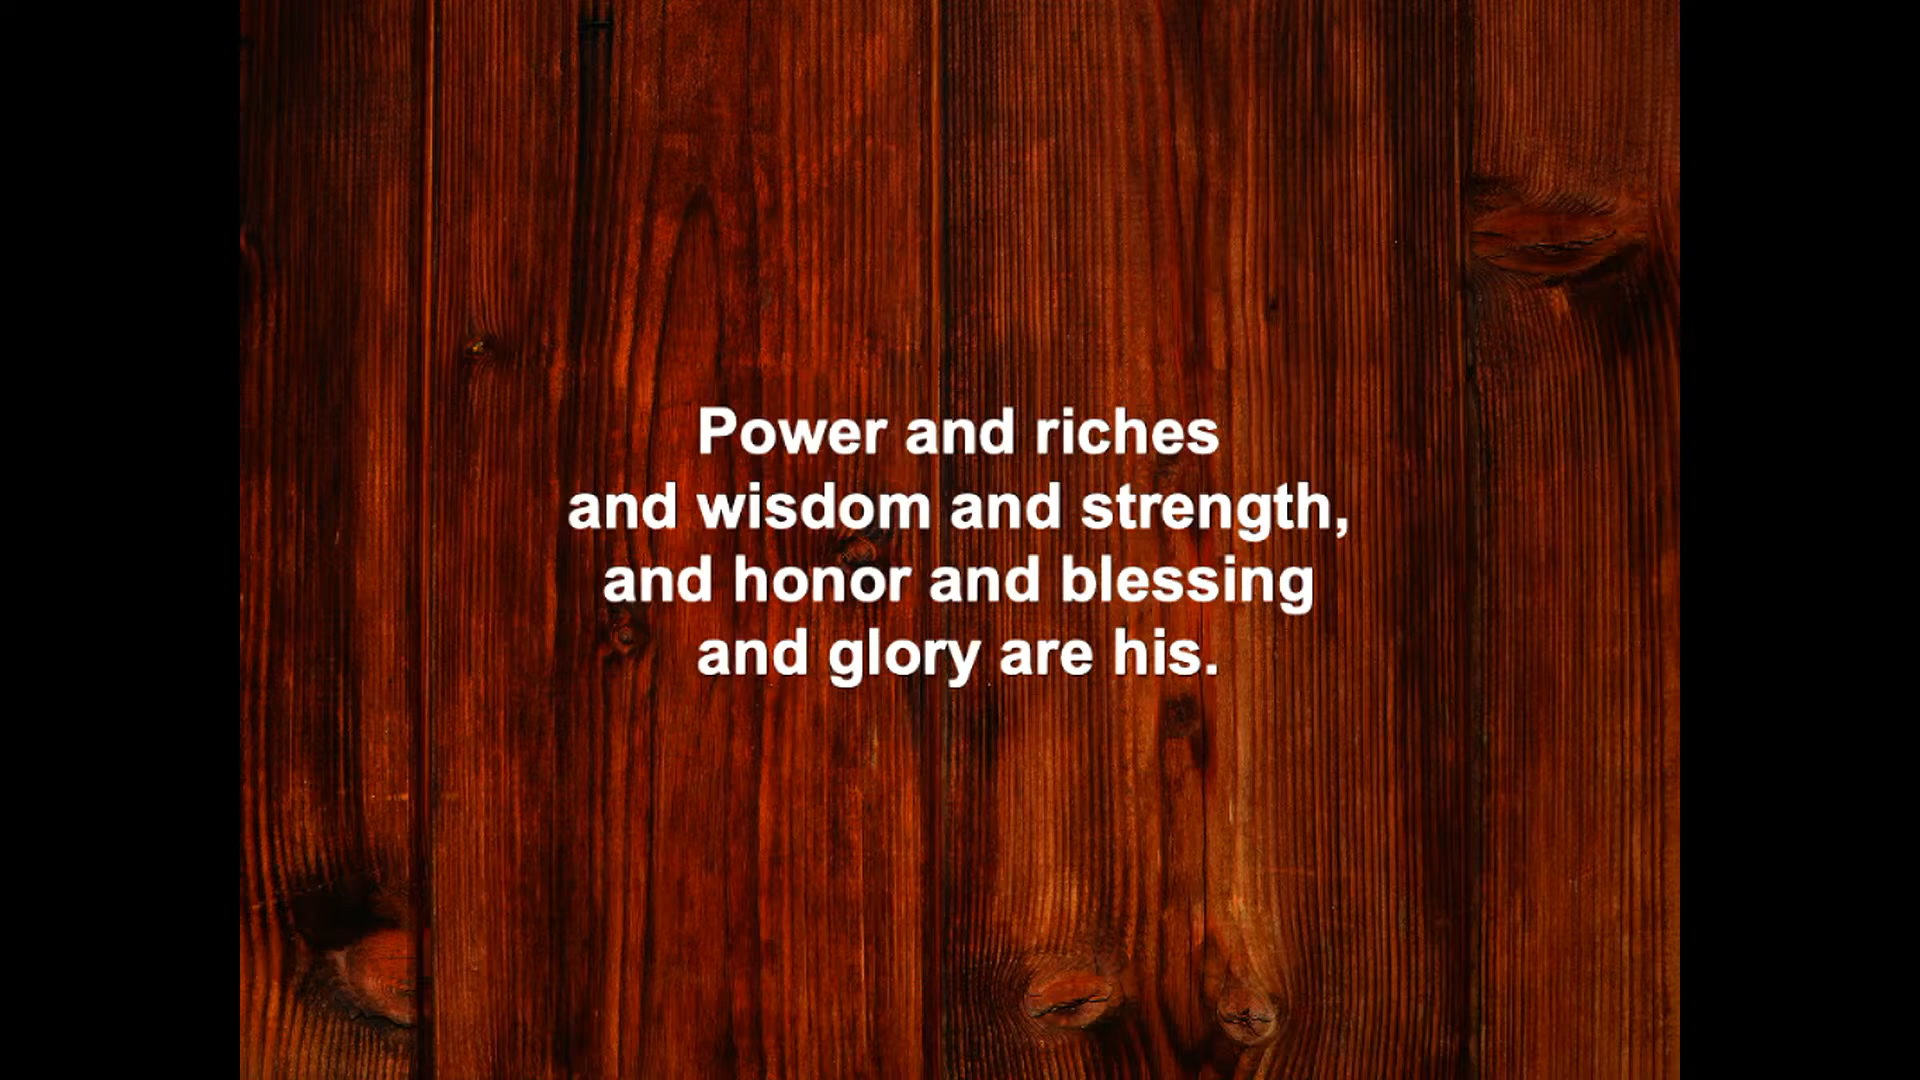 Power and riches
and wisdom and strength,
and honor and blessing
and glory are his.